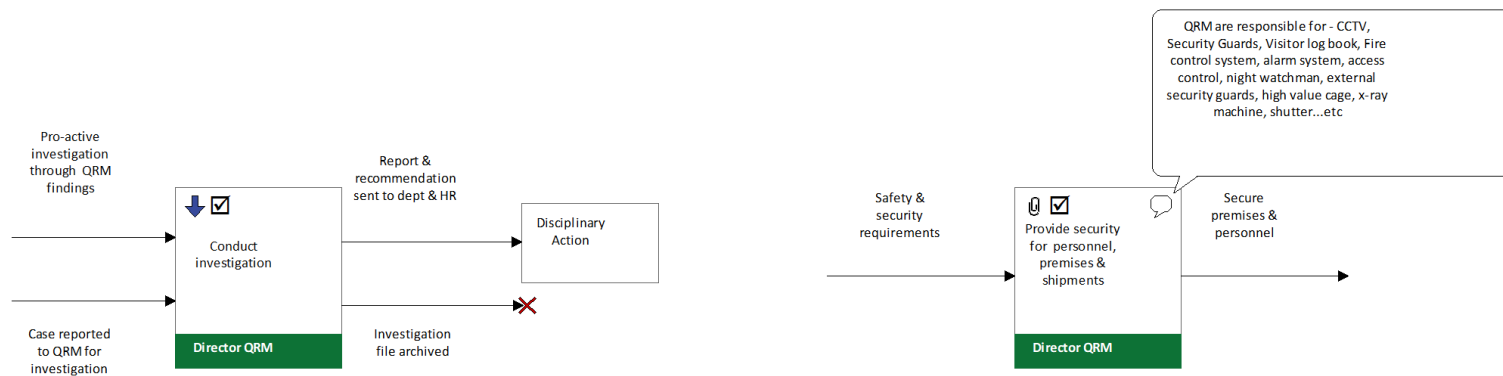 Pro-active
investigation
through QRM
findings
Case reported
to QRM for
investigation
Conduct
investigation
Director QRM
Report &
recommendation
sent to dept & HR
Investigation
file archived
Disciplinary
Action
Safety &
security
requirements
Provide security
for personnel,
premises &
shipments
Director QRM
QRM are responsible for - CCTV,
Security Guards, Visitor log book, Fire
control system, alarm system, access
control, night watchman, external
security guards, high value cage, x-ray
machine, shutter...etc
Secure
premises &
personnel